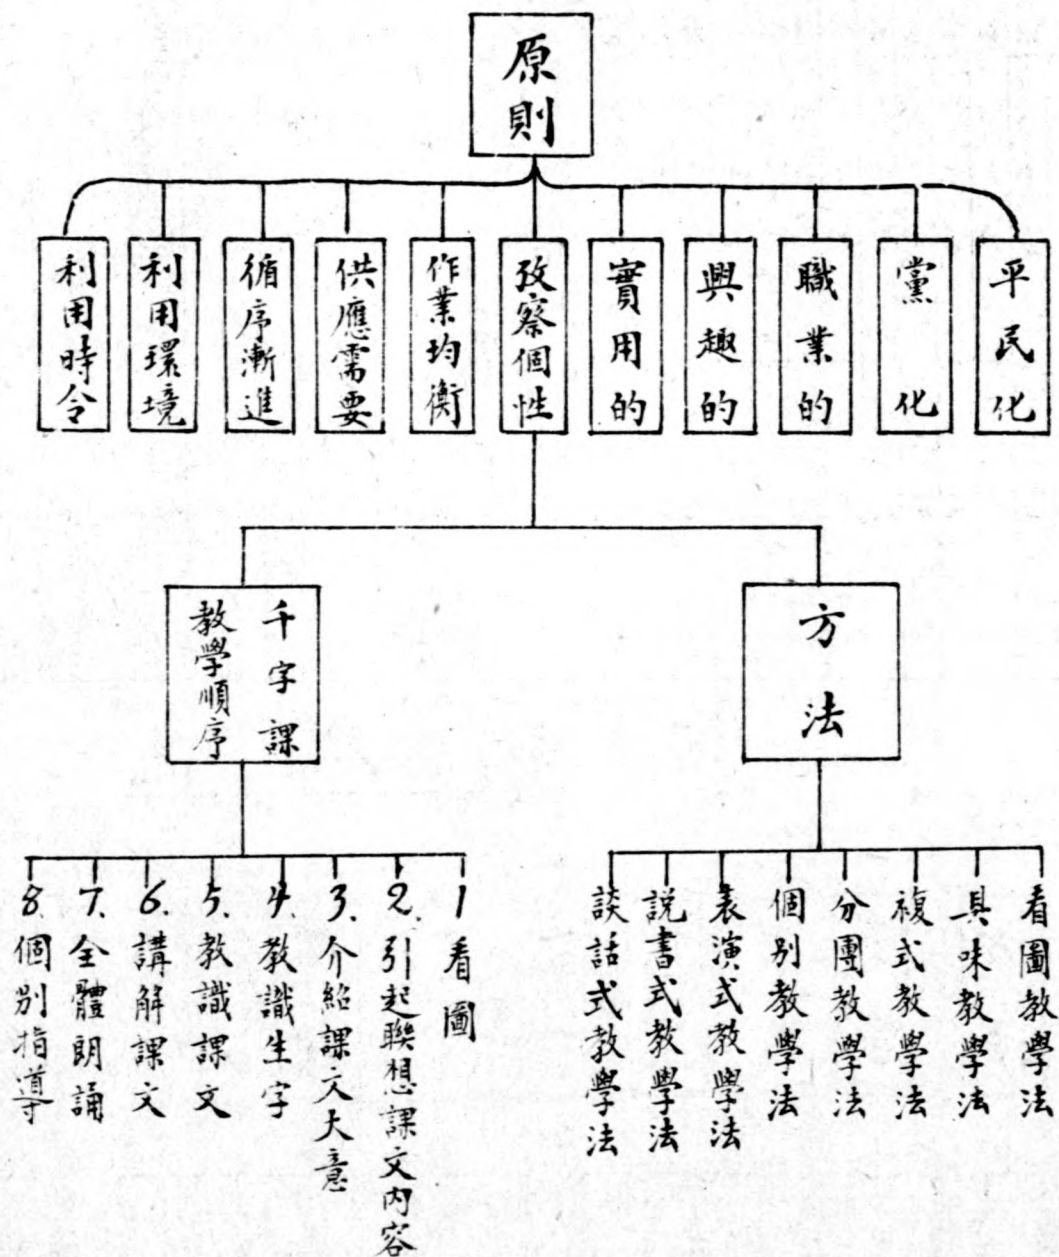 原則
平民化
黨化
職業的
興趣的
實用的
攷察個性
作業均衡
供應需要
循序漸進
利用環境
利用時令
方法
看圖教學法
具味教學法
複式教學法
分團教學法
個別教學法
表演式教學法
説書式教學法
談話式教學法
千字課
教學順序
1 看圖
2. 引起聯想課文内容
3. 介紹課文大意
4. 教識生字
5. 教識課文
6. 講解課文
7. 全體朗誦
8. 個别指導